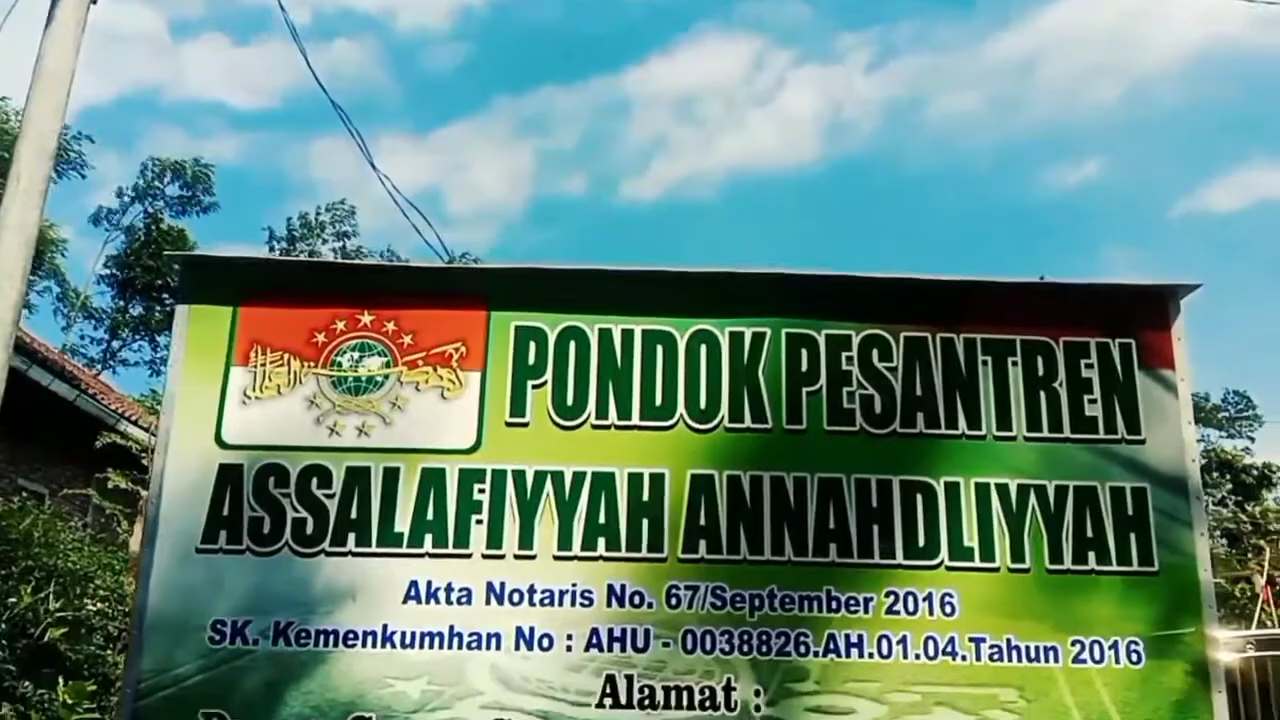 PONDOK PESANTREN
ASSALAFIYYAH ANNAHDLIYYAH
Akta Notaris No. 67/September 2016
SK. Kemenkumhan No : AHU - 0038826.AH.01.04.Tahun 2016
Alamat :